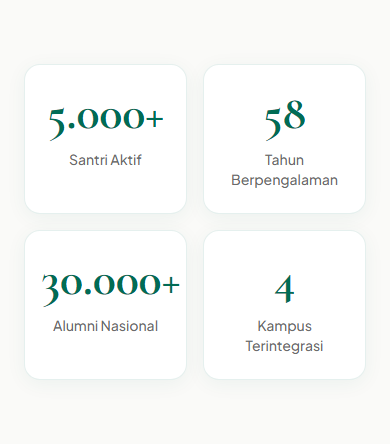 5.000+
Santri Aktif
58
Tahun
Berpengalaman
30.000+
Alumni Nasional
4
Kampus
Terintegrasi